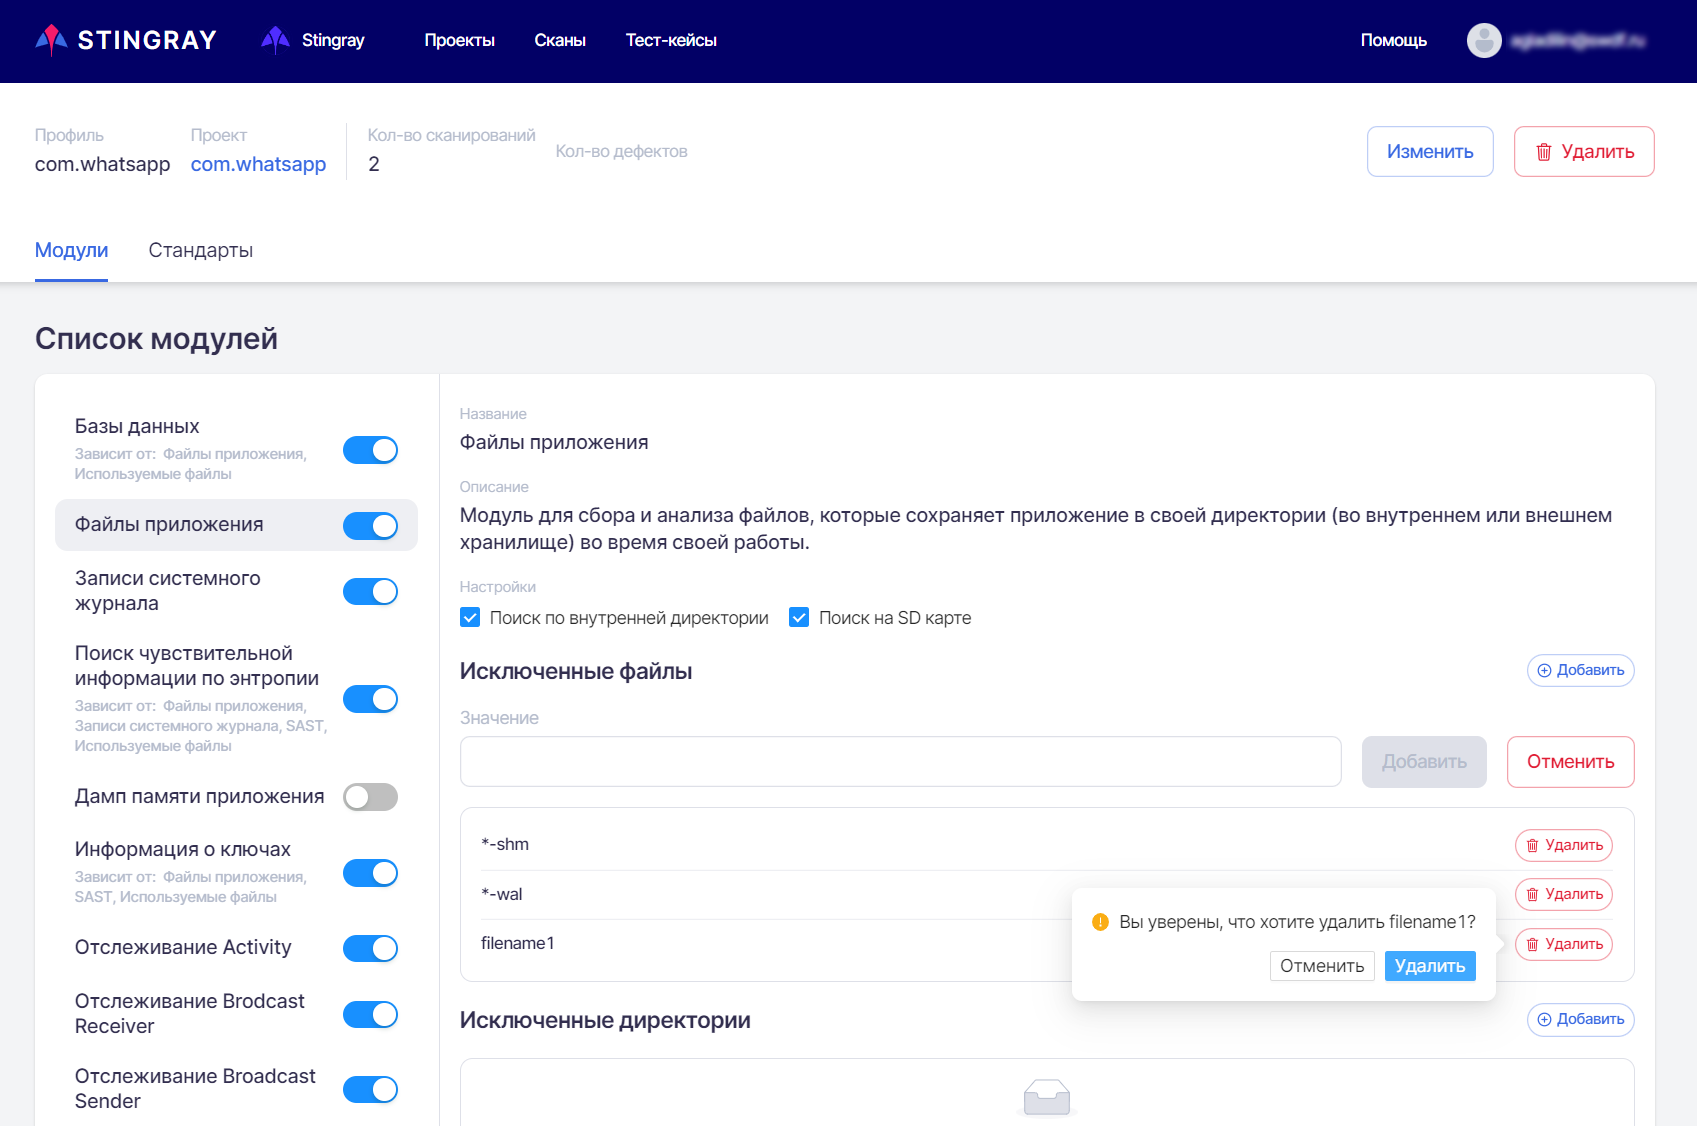 STINGRAY
Stingray
Проекты
Сканы
Тест-кейсы
Помощь
Профиль
com.whatsapp
Проект
com.whatsapp
Кол-во сканирований
2
Кол-во дефектов
Изменить
Удалить
Модули
Стандарты
Список модулей
Базы данных
Зависит от: Файлы приложения,
Используемые файлы
Файлы приложения
Записи системного
журнала
Поиск чувствительной
информации по энтропии
Зависит от: Файлы приложения,
Записи системного журнала, SAST,
Используемые файлы
Дамп памяти приложения
Информация о ключах
Зависит от: Файлы приложения,
SAST, Используемые файлы
Отслеживание Activity
Отслеживание Brodcast
Receiver
Отслеживание Broadcast
Sender
Название
Файлы приложения
Описание
Модуль для сбора и анализа файлов, которые сохраняет приложение в своей директории (во внутреннем или внешнем
хранилище) во время своей работы.
Настройки
Поиск по внутренней директории
Поиск на SD карте
Исключенные файлы
Добавить
Значение
Добавить
Отменить
*-shm
Удалить
*-wal
Удалить
filename1
Удалить
Вы уверены, что хотите удалить filename1?
Отменить
Удалить
Исключенные директории
Добавить